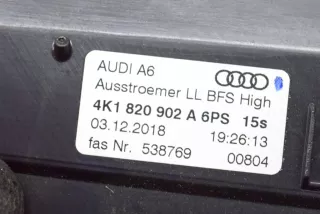 AUDI A6
Ausstroemer LL BFS High
4K1 820 902 A 6PS 15s
03.12.2018 19:26:13
fas Nr. 538769 00804